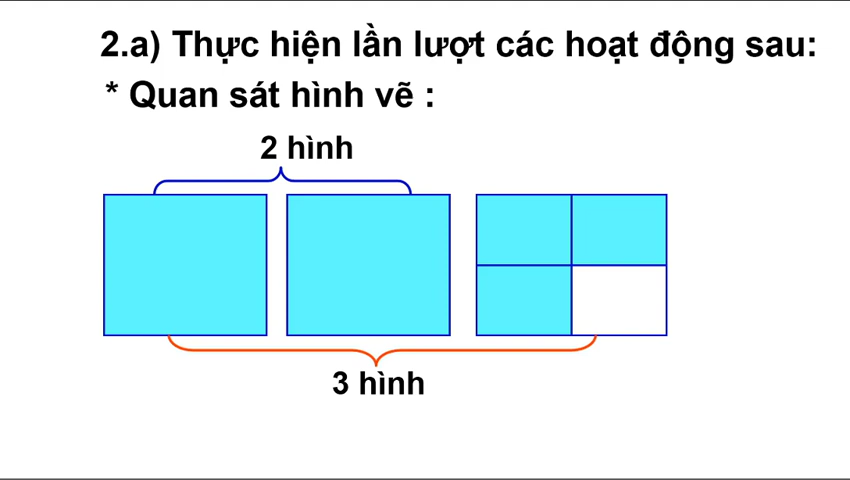 2.a) Thực hiện lần lượt các hoạt động sau:
* Quan sát hình vẽ :
2 hình
3 hình